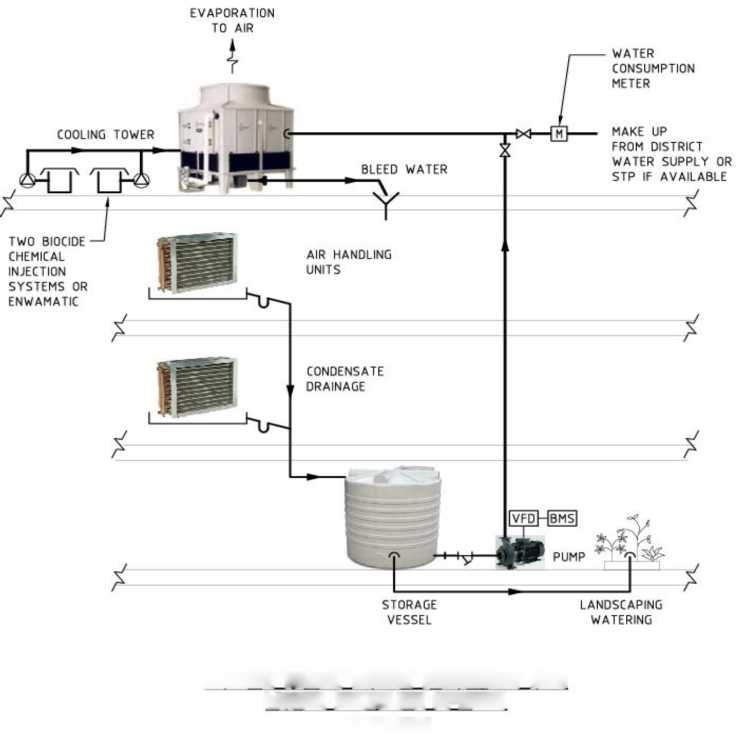 EVAPORATION
TO AIR
WATER
CONSUMPTION
METER
COOLING TOWER
M
MAKE UP
FROM DISTRICT
WATER SUPPLY OR
STP IF AVAILABLE
BLEED WATER
TWO BIOCIDE
CHEMICAL
INJECTION
SYSTEMS OR
ENWAMATIC
AIR HANDLING
UNITS
CONDENSATE
DRAINAGE
VFD
BMS
PUMP
STORAGE
VESSEL
LANDSCAPING
WATERING